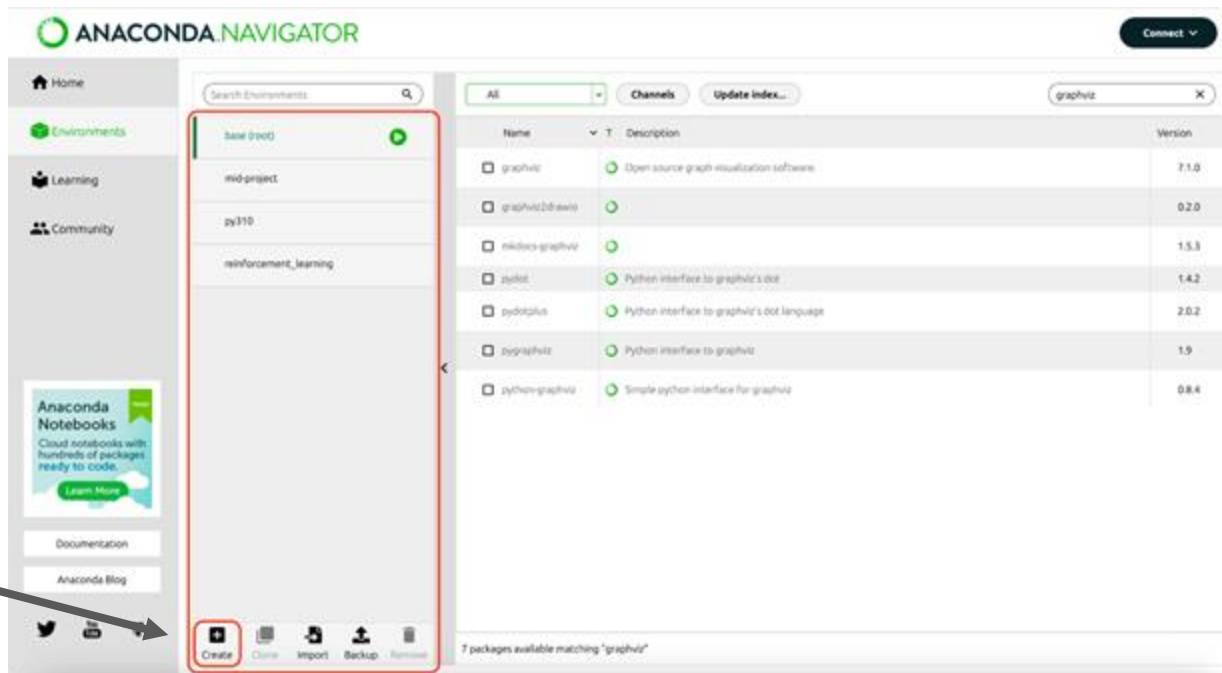 ANACONDA.NAVIGATOR
Connect
Home
Environments
Learning
Community
Anaconda
Notebooks
Cloud notebooks with
hundreds of packages
ready to code.
Learn More
Documentation
Anaconda Blog
Search Environments
base (root)
mid-project
py310
reinforcement_learning
Create Clone Import Backup Remove
All Channels Update index... graphviz X
Name T Description Version
graphviz Open source graph visualization software. 7.1.0
graphviz2drawio 0.2.0
mkdocs-graphviz 1.5.3
pydot Python interface to graphviz's dot 1.4.2
pydotplus Python interface to graphviz's dot language 2.0.2
pygraphviz Python interface to graphviz 1.9
python-graphviz Simple python interface for graphviz 0.8.4
7 packages available matching "graphviz"